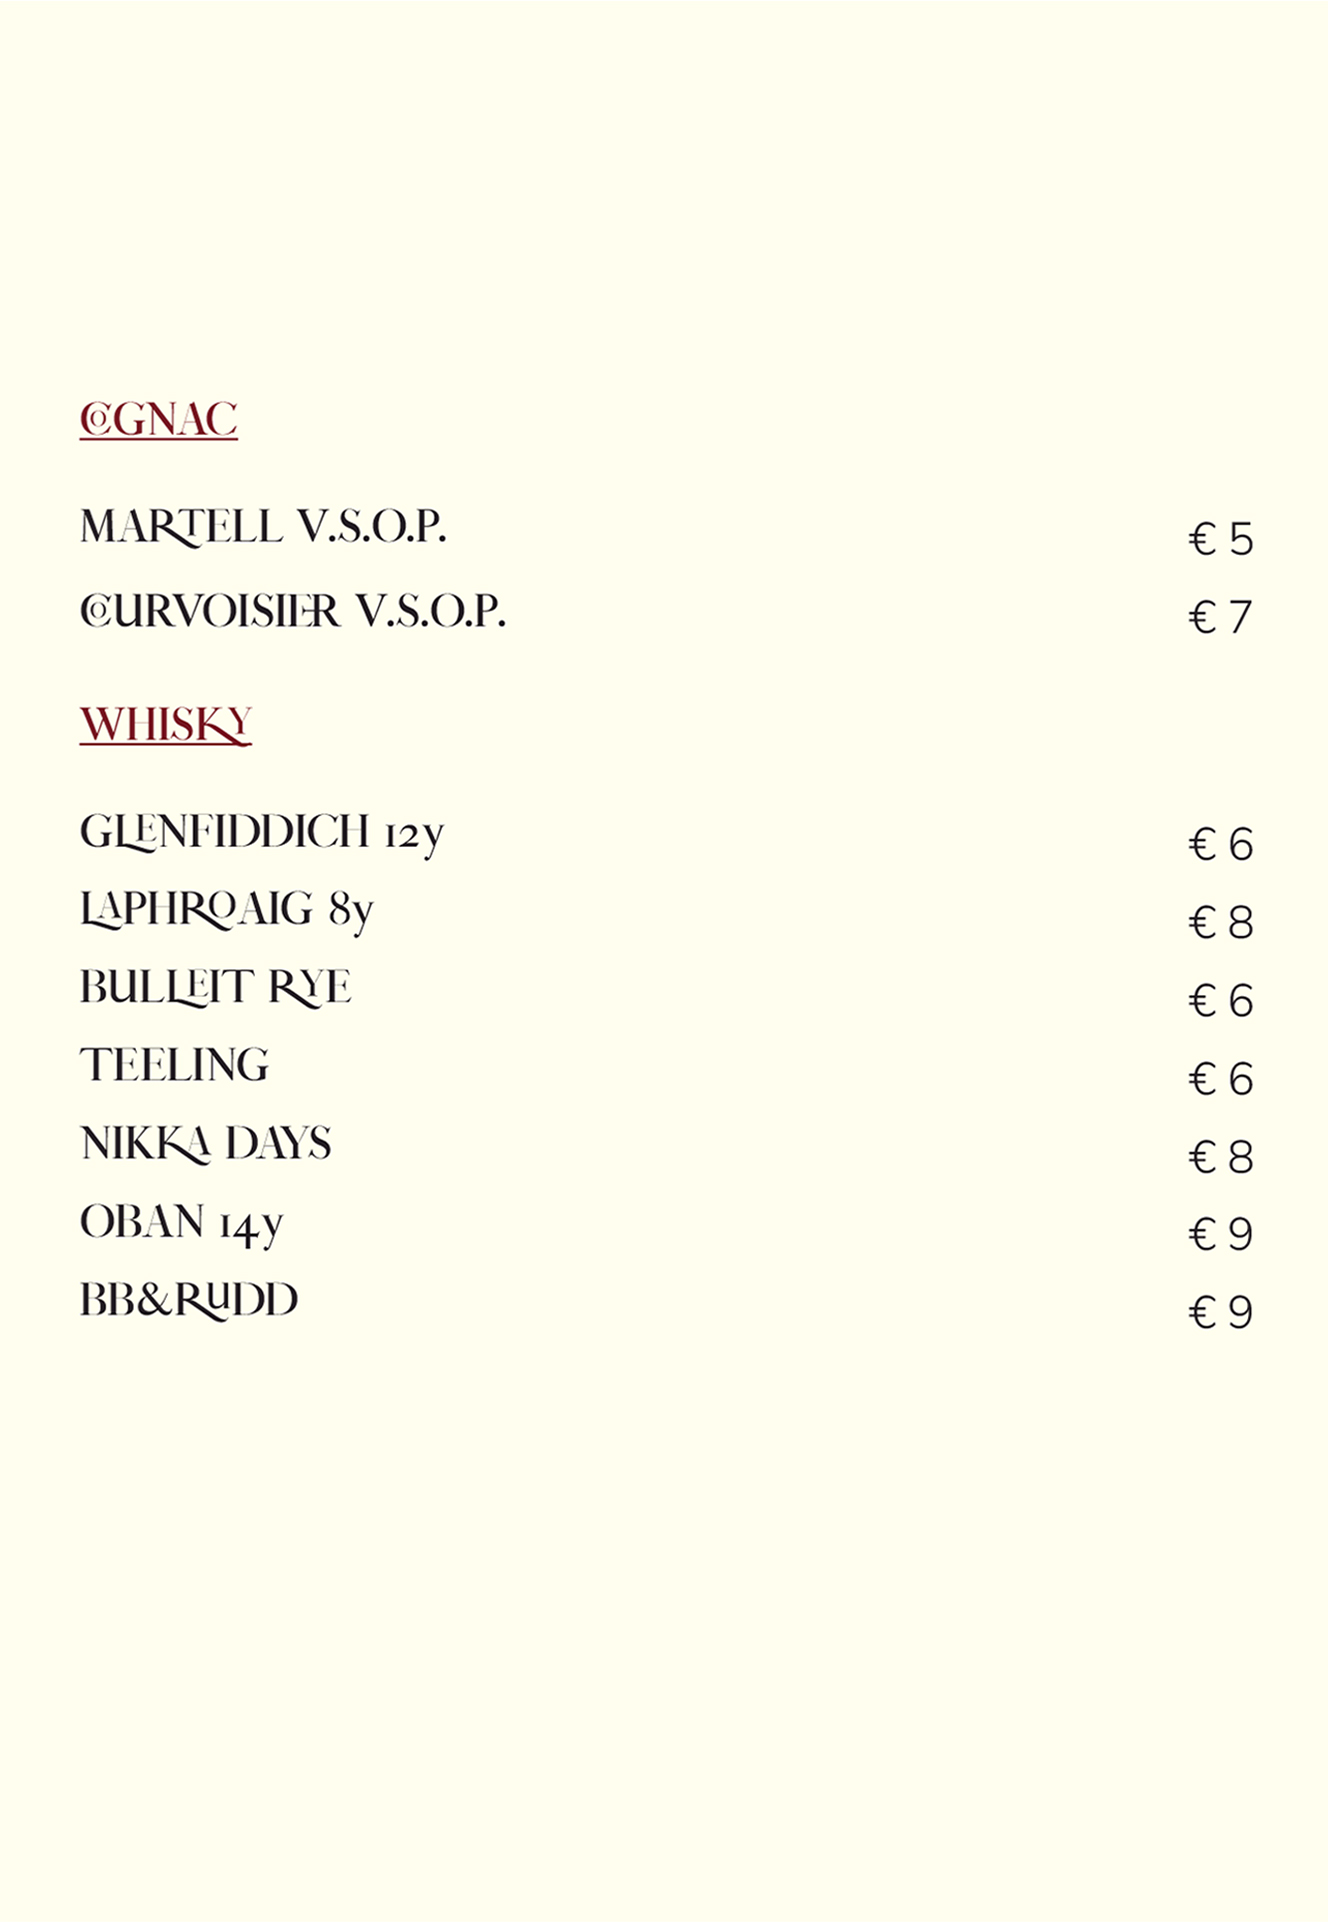 COGNAC
MARTELL V.S.O.P. € 5
COURVOISIER V.S.O.P. € 7
WHISKY
GLENFIDDICH 12y € 6
LAPHROAIG 8y € 8
BULLEIT RYE € 6
TEELING € 6
NIKKA DAYS € 8
OBAN 14y € 9
BB&RUDD € 9